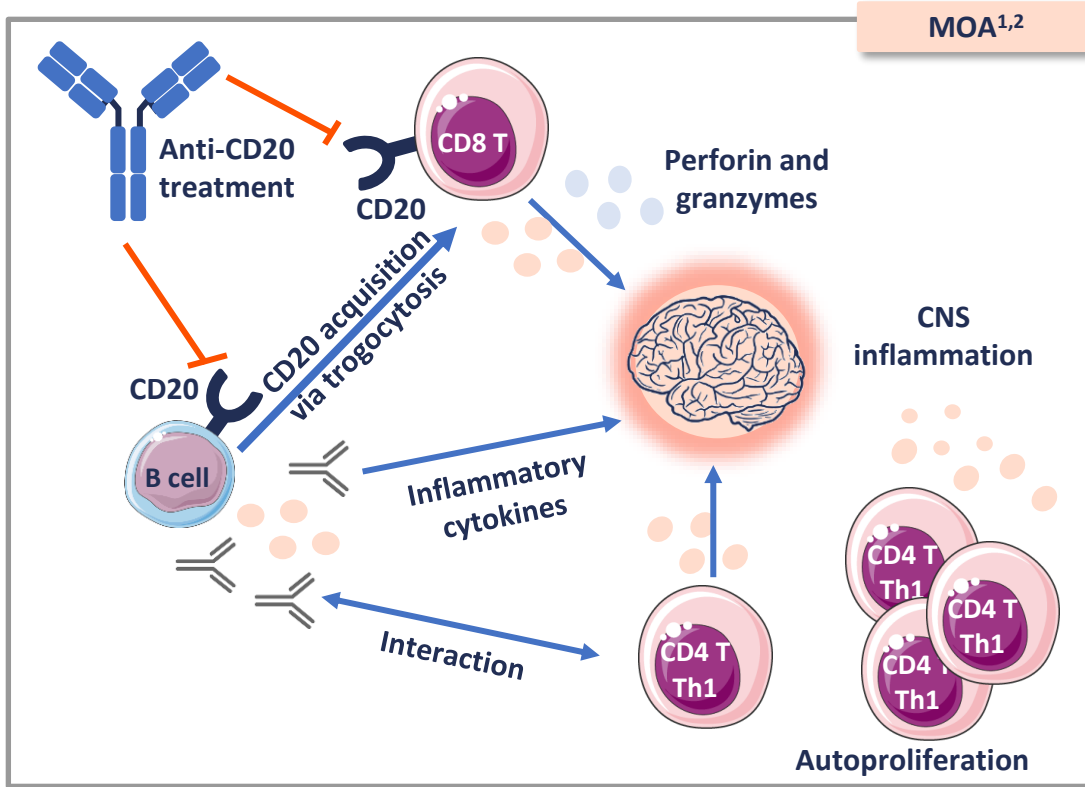 MOA1,2
Anti-CD20
treatment
CD20
CD8 T
Perforin and
granzymes
CD20 acquisition
via trogocytosis
CNS
inflammation
CD20
B cell
Inflammatory
cytokines
Interaction
CD4 T
Th1
CD4 T
Th1
CD4 T
Th1
CD4 T
Th1
Autoproliferation